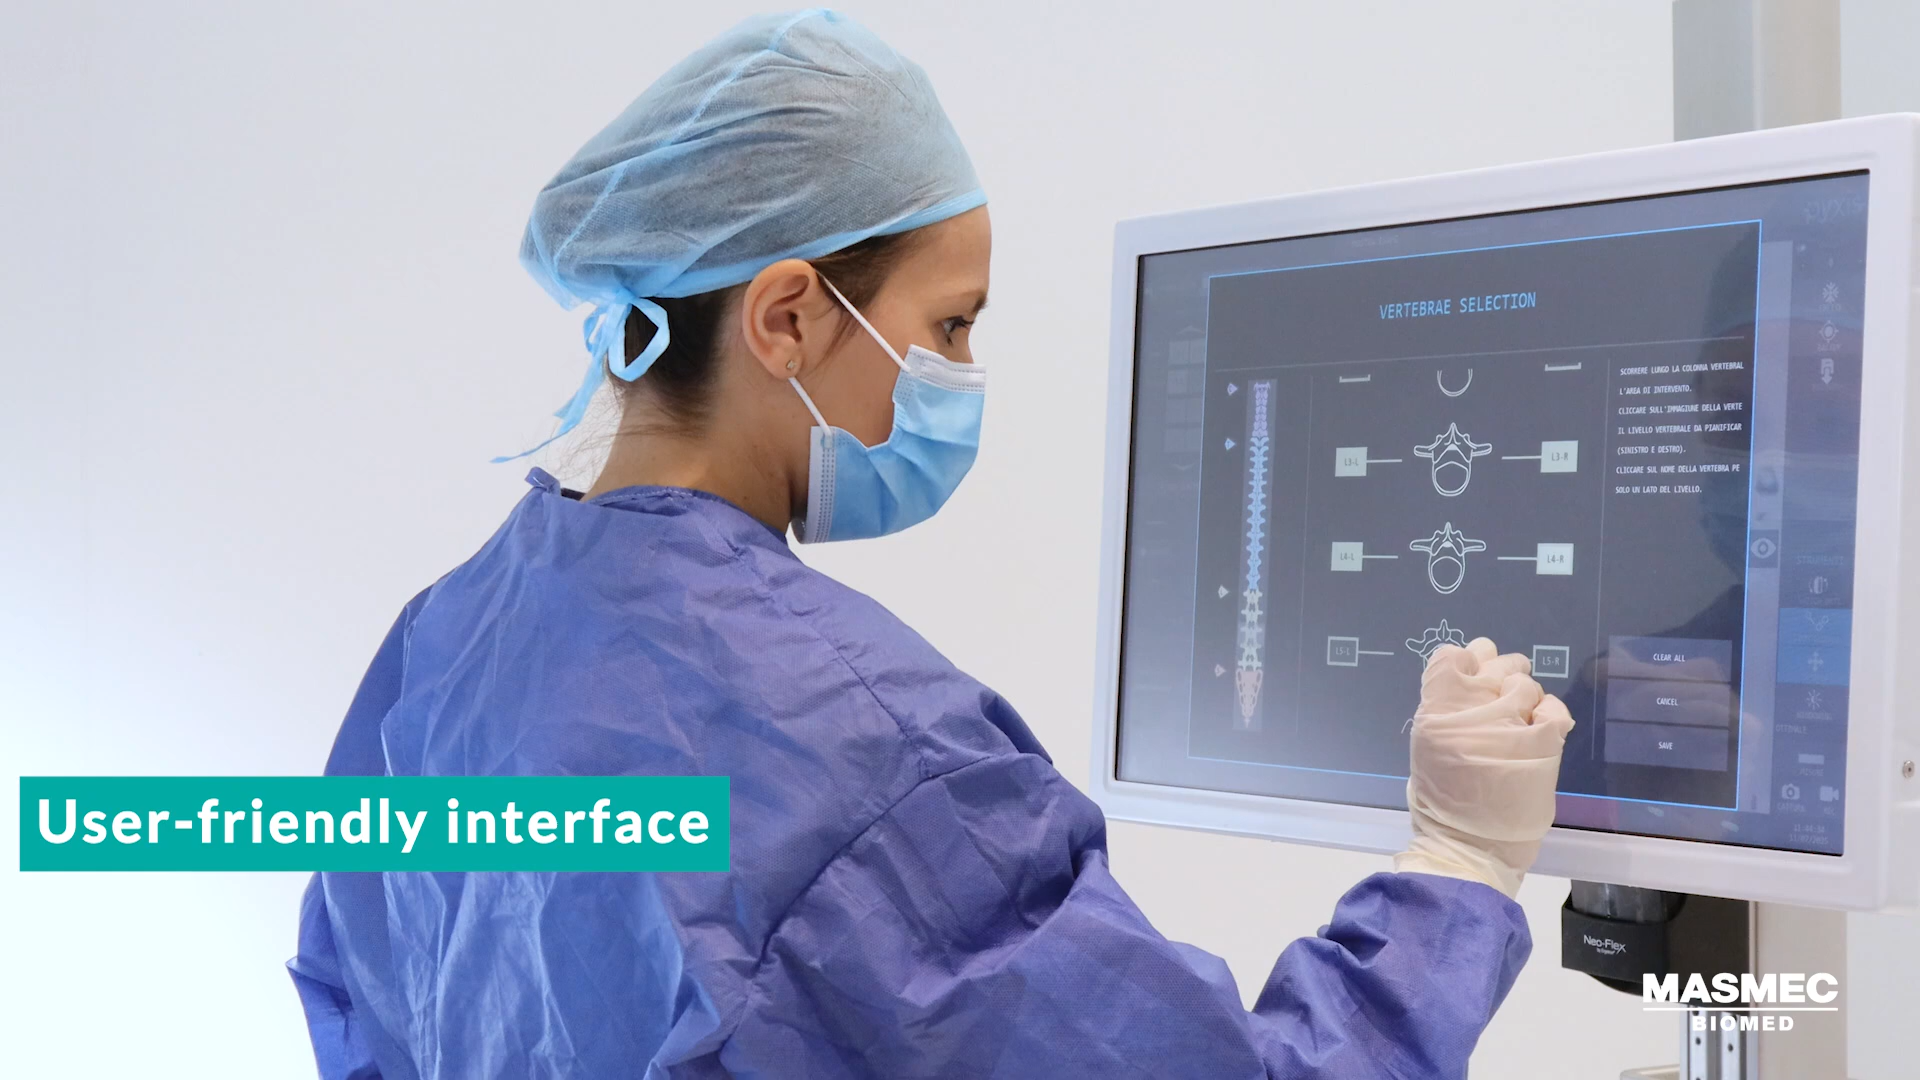 VERTEBRAE SELECTION
SCORRERE LUNGO LA COLONNA VERTEBRAL
L'AREA DI INTERVENTO.
CLICCARE SULL'IMMAGIUNE DELLA VERTE
IL LIVELLO VERTEBRALE DA PIANIFICAR
(SINISTRO E DESTRO).
CLICCARE SUL NOME DELLA VERTEBRA PE
SOLO UN LATO DEL LIVELLO.
L3-L
L3-R
L4-L
L4-R
L5-L
L5-R
CLEAR ALL
CANCEL
SAVE
User-friendly interface
Neo-Flex
MASMEC
BIOMED